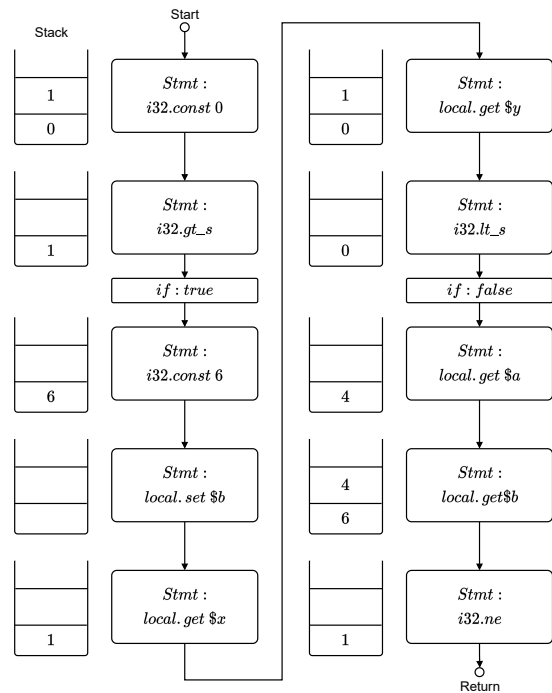 Start
Stack
Stmt :
i32.const 0
1
0
Stmt :
i32.gt_s
1
if : true
Stmt :
i32.const 6
6
Stmt :
local. set $b
Stmt :
local. get $x
1
Stmt :
local. get $y
1
0
Stmt :
i32.lt_s
0
if : false
Stmt :
local. get $a
4
Stmt :
local. get$b
4
6
Stmt :
i32.ne
1
Return